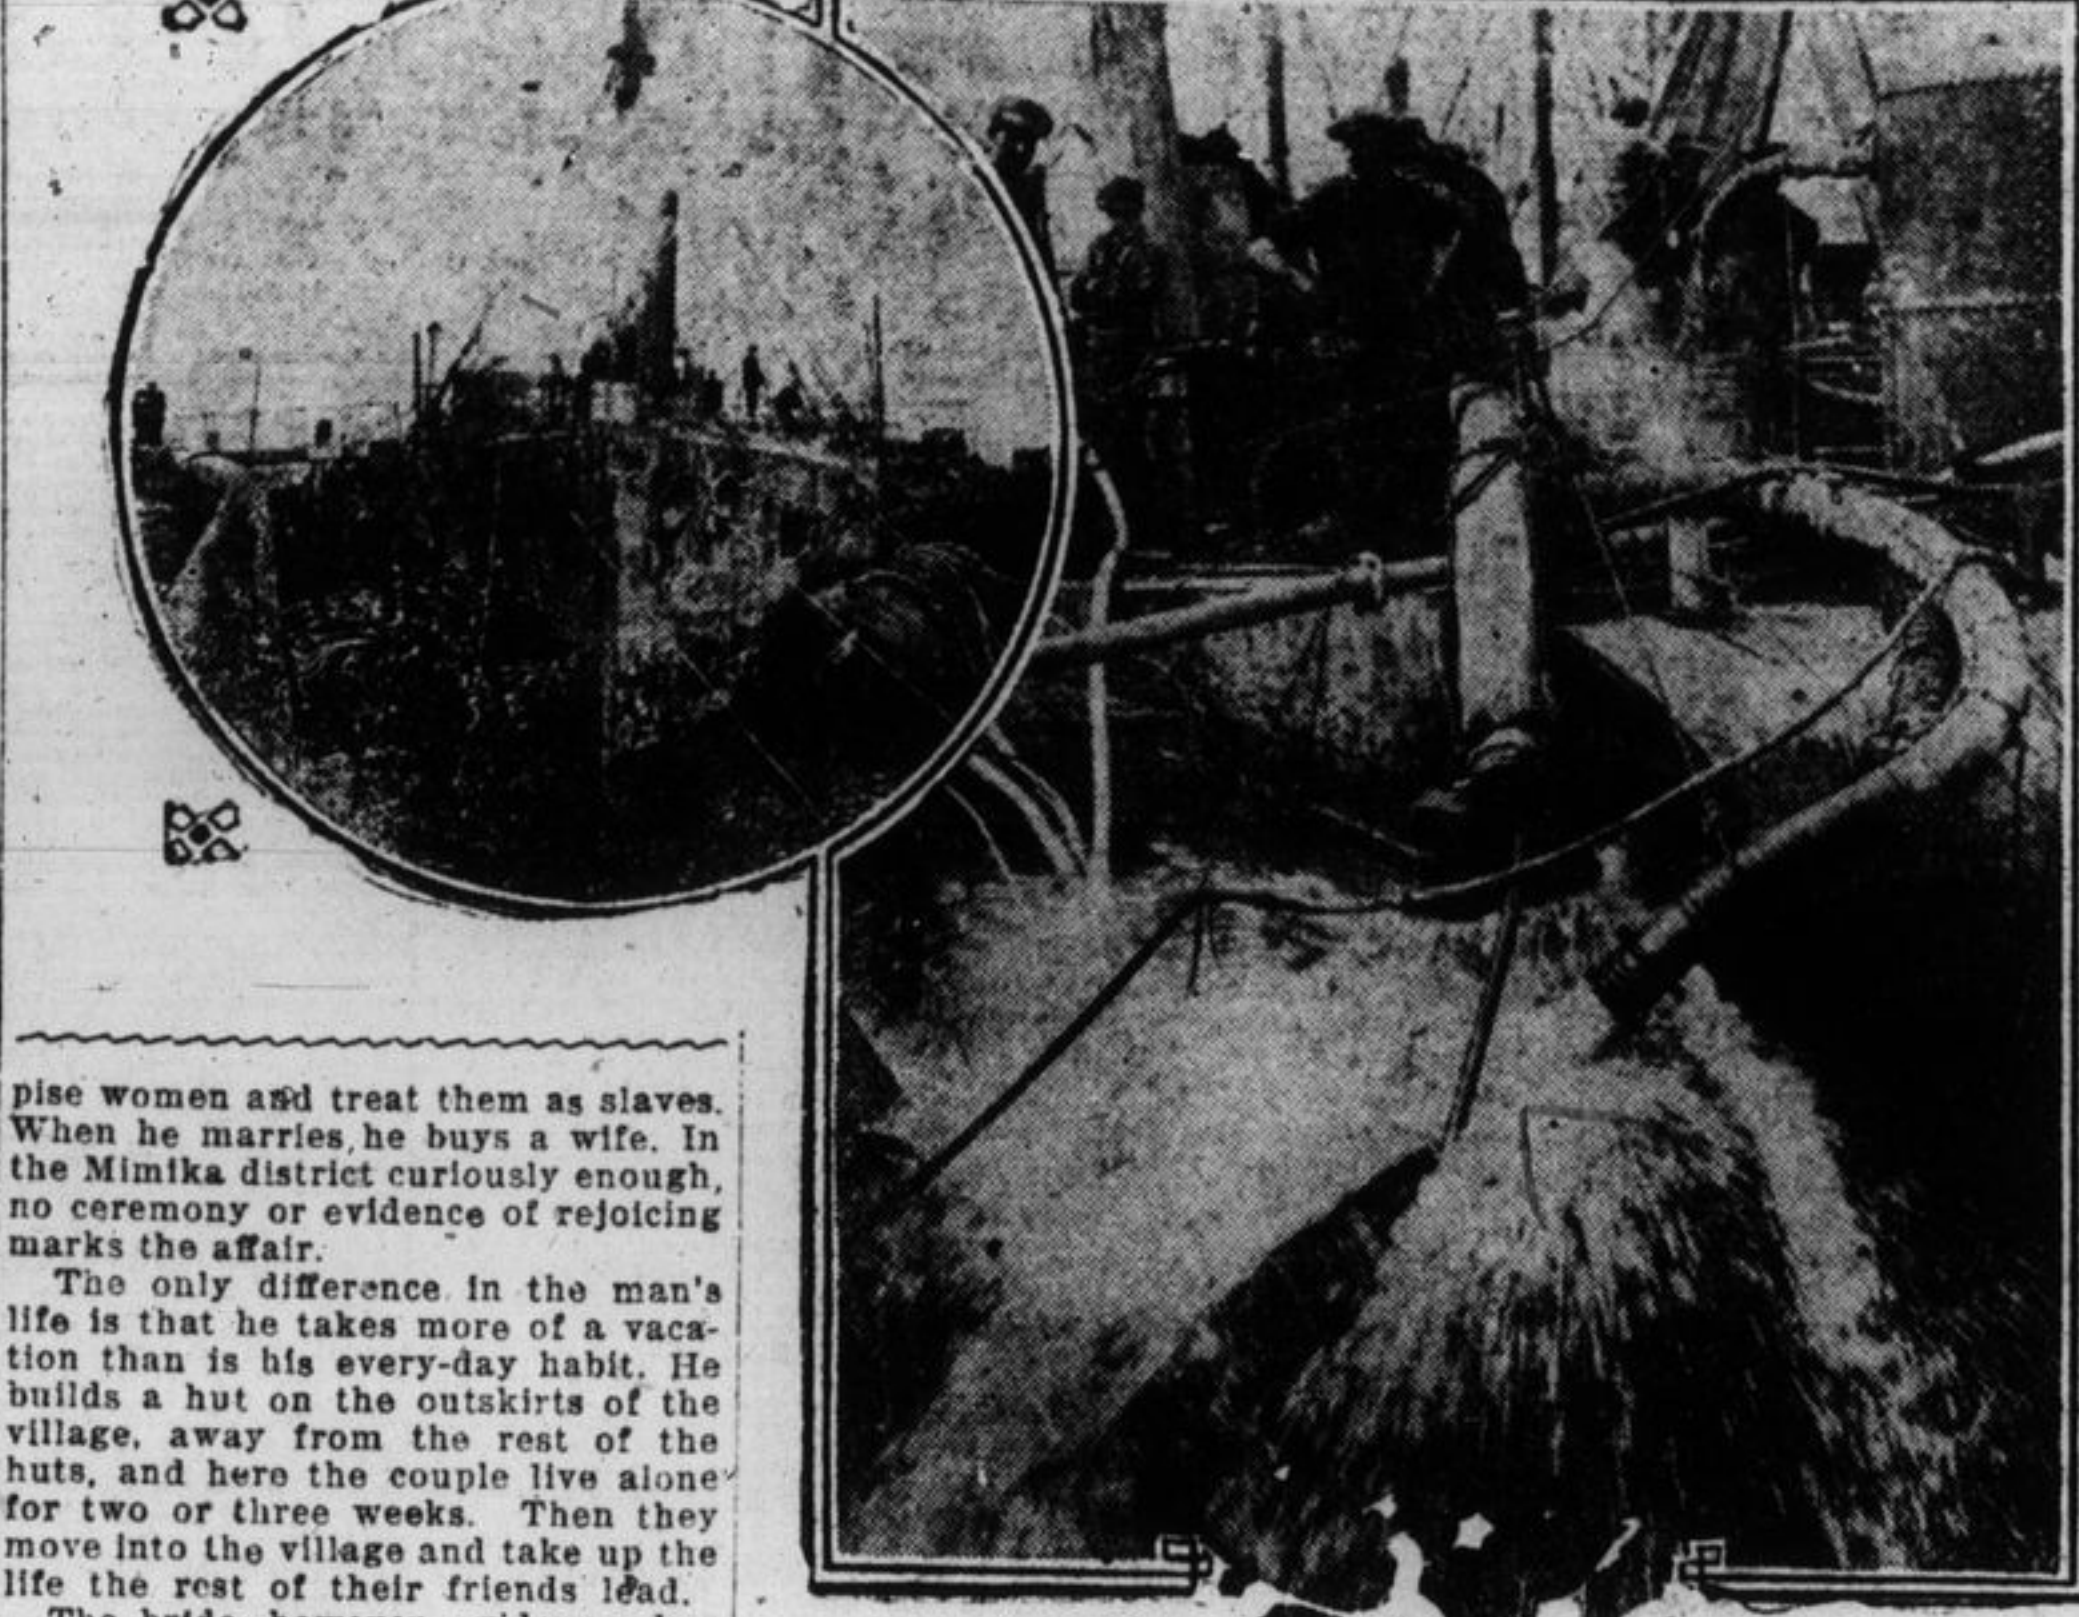 pise women and treat them as slaves.
When he marries, he buys a wife. In
the Mimika district curiously enough,
no ceremony or evidence of rejoicing
marks the affair.
The only difference in the man's
life is that he takes more of a vaca-
tion than is his every-day habit. He
builds a hut on the outskirts of the
village, away from the rest of the
huts, and here the couple live alone
for two or three weeks. Then they
move into the village and take up the
life the rest of their friends lead.
The bride, however,